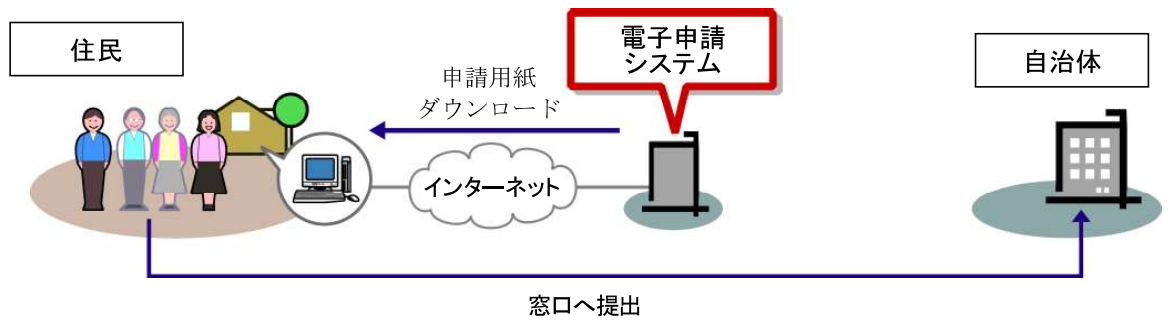 住民
電子申請
システム
自治体
申請用紙
ダウンロード
インターネット
窓口へ提出